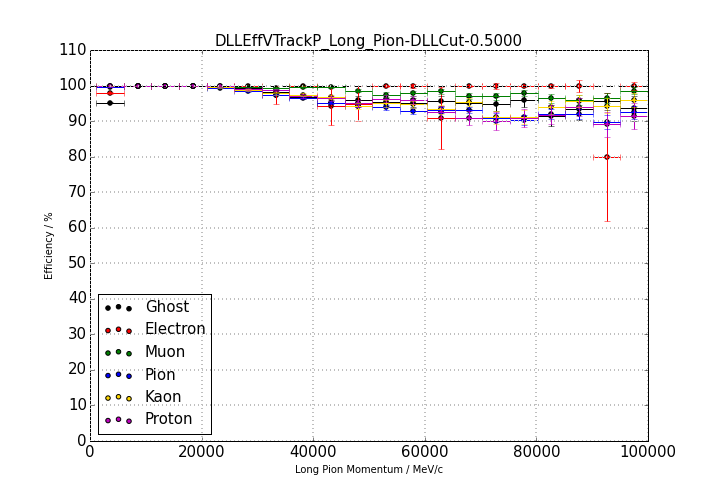 DLLEffVTrackP_Long_Pion-DLLCut-0.5000
110
100
90
80
70
60
50
40
30
20
10
0
Efficiency / %
Ghost
Electron
Muon
Pion
Kaon
Proton
0 20000 40000 60000 80000 100000
Long Pion Momentum / MeV/c